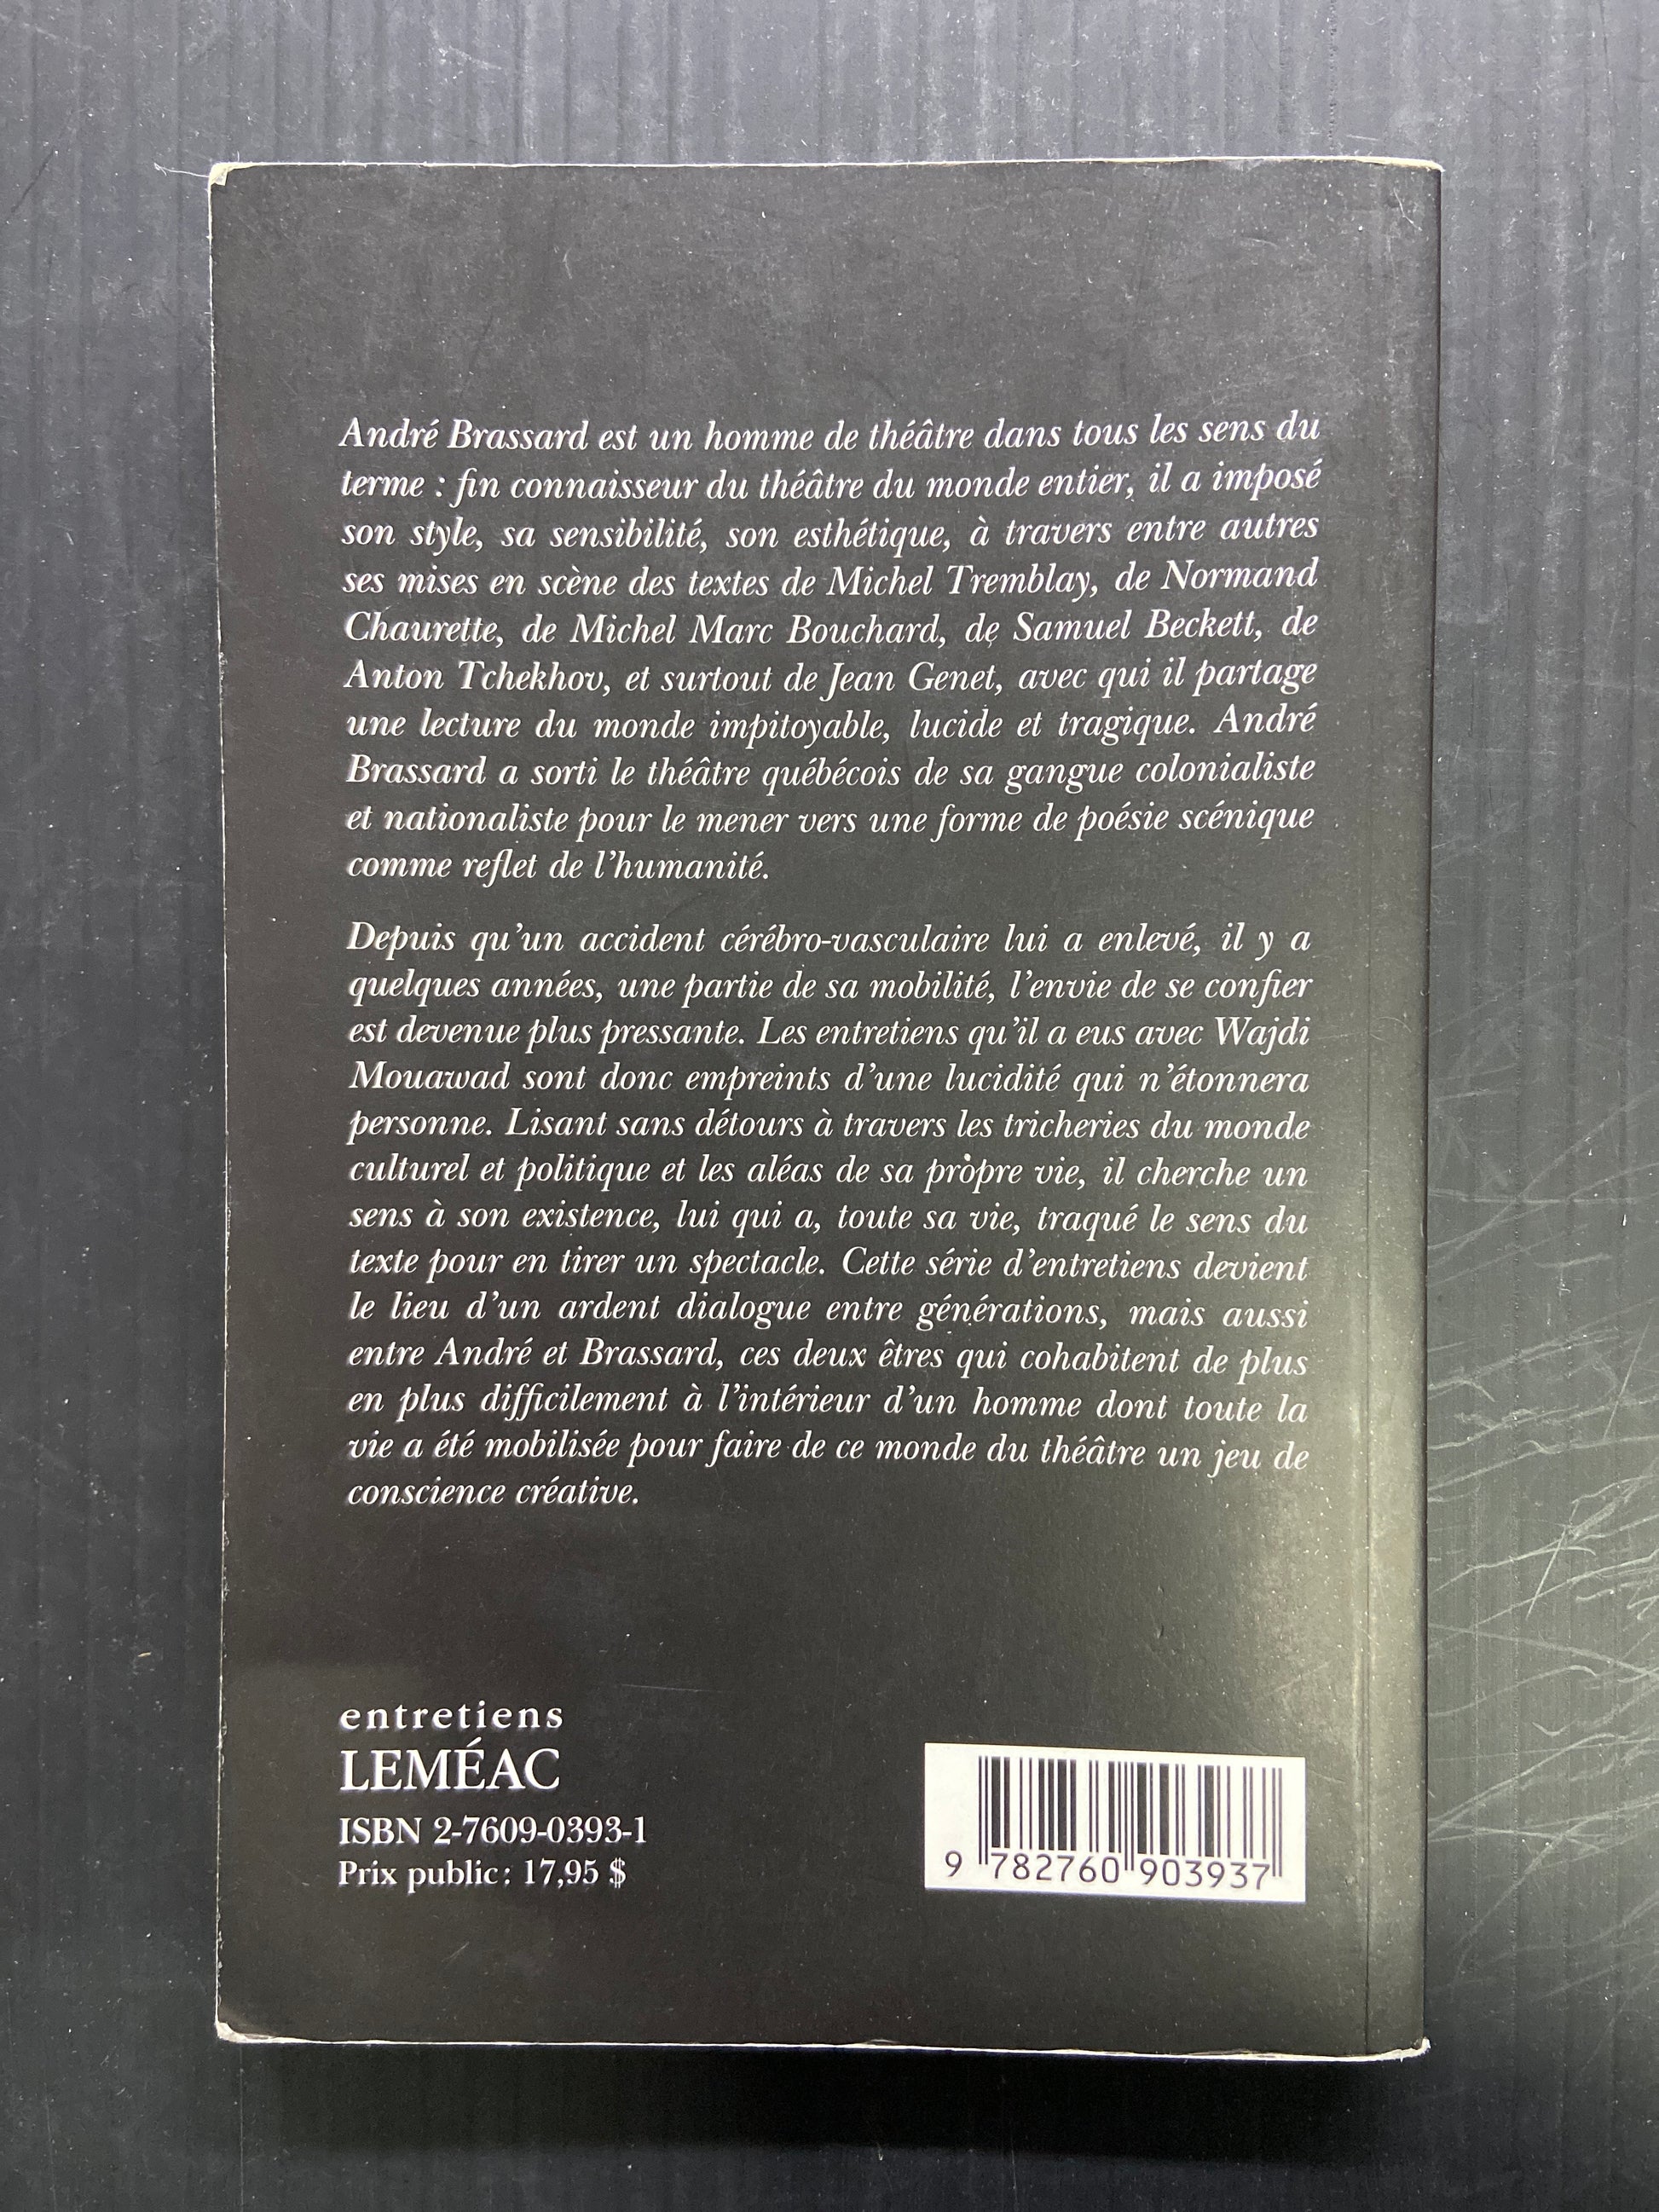 André Brassard est un homme de théâtre dans tous les sens du
terme : fin connaisseur du théâtre du monde entier, il a imposé
son style, sa sensibilité, son esthétique, à travers entre autres
ses mises en scène des textes de Michel Tremblay, de Normand
Chaurette, de Michel Marc Bouchard, de Samuel Beckett, de
Anton Tchekhov, et surtout de Jean Genet, avec qui il partage
une lecture du monde impitoyable, lucide et tragique. André
Brassard a sorti le théâtre québécois de sa gangue colonialiste
et nationaliste pour le mener vers une forme de poésie scénique
comme reflet de l'humanité.
Depuis qu'un accident cérébro-vasculaire lui a enlevé, il y a
quelques années, une partie de sa mobilité, l'envie de se confier
est devenue plus pressante. Les entretiens qu'il a eus avec Wajdi
Mouawad sont donc empreints d'une lucidité qui n'étonnera
personne. Lisant sans détours à travers les tricheries du monde
culturel et politique et les aléas de sa propre vie, il cherche un
sens à son existence, lui qui a, toute sa vie, traqué le sens du
texte pour en tirer un spectacle. Cette série d'entretiens devient
le lieu d'un ardent dialogue entre générations, mais aussi
entre André et Brassard, ces deux êtres qui cohabitent de plus
en plus difficilement à l'intérieur d'un homme dont toute la
vie a été mobilisée pour faire de ce monde du théâtre un jeu de
conscience créative.
entretiens
LEMÉAC
ISBN 2-7609-0393-1
Prix public : 17,95 $
9 782760 903937